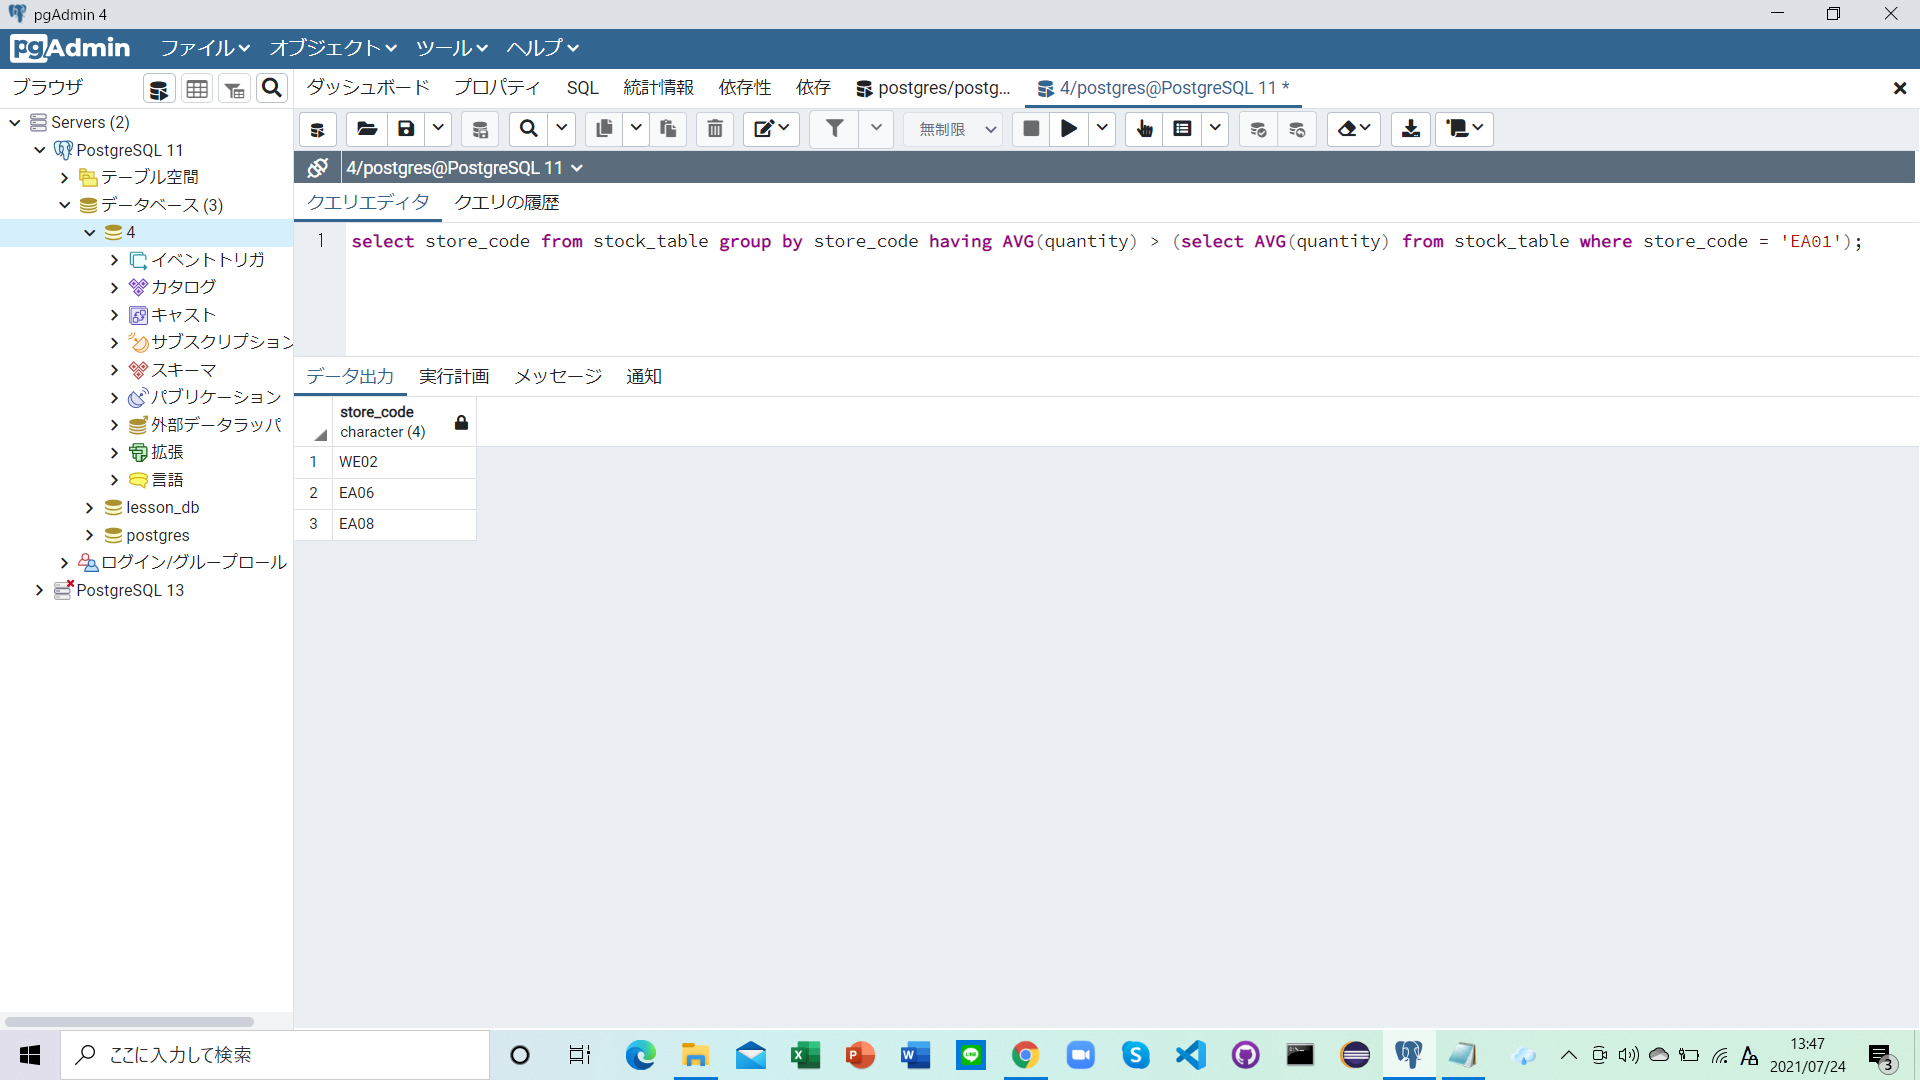 pgAdmin 4
pgAdmin ファイル オブジェクト ツール ヘルプ
ブラウザ
ダッシュボード プロパティ SQL 統計情報 依存性 依存 postgres/postg... 4/postgres@PostgreSQL 11 *
Servers (2)
PostgreSQL 11
テーブル空間
データベース (3)
4
イベントトリガ
カタログ
キャスト
サブスクリプション
スキーマ
パブリケーション
外部データラッパ
拡張
言語
lesson_db
postgres
ログイン/グループロール
PostgreSQL 13
無制限
4/postgres@PostgreSQL 11
クエリエディタ クエリの履歴
1 select store_code from stock_table group by store_code having AVG(quantity) > (select AVG(quantity) from stock_table where store_code = 'EA01');
データ出力 実行計画 メッセージ 通知
store_code
character (4)
1 WE02
2 EA06
3 EA08
ここに入力して検索
13:47
2021/07/24
3